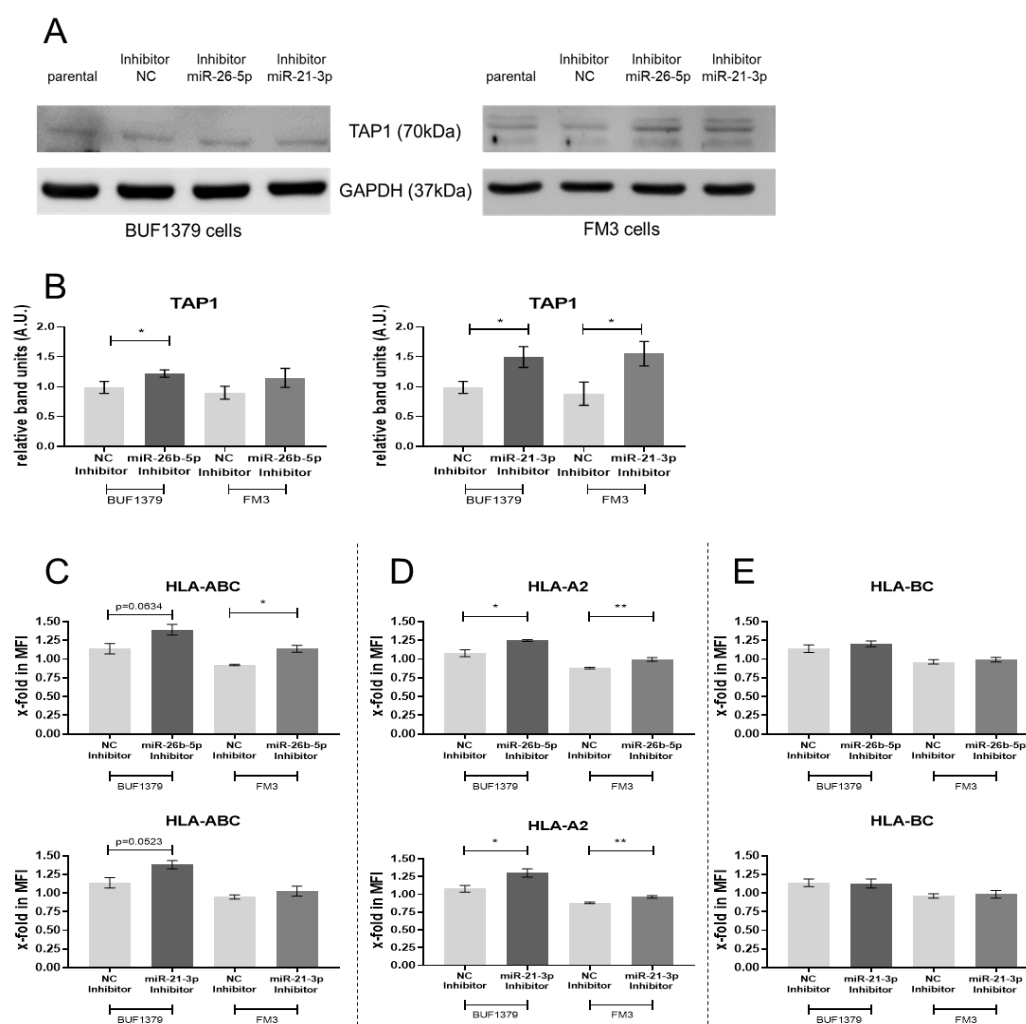 A
parental
Inhibitor
NC
Inhibitor
miR-26-5p
Inhibitor
miR-21-3p
parental
Inhibitor
NC
Inhibitor
miR-26-5p
Inhibitor
miR-21-3p
TAP1 (70kDa)
GAPDH (37kDa)
BUF1379 cells
FM3 cells
B
TAP1
relative band units (A.U.)
2.0
1.5
1.0
0.5
0.0
*
NC
Inhibitor
miR-26b-5p
Inhibitor
NC
Inhibitor
miR-26b-5p
Inhibitor
BUF1379
FM3
TAP1
relative band units (A.U.)
2.0
1.5
1.0
0.5
0.0
*
*
NC
Inhibitor
miR-21-3p
Inhibitor
NC
Inhibitor
miR-21-3p
Inhibitor
BUF1379
FM3
C
HLA-ABC
x-fold in MFI
1.50
1.25
1.00
0.75
0.50
0.25
0.00
p=0.0634
*
NC
Inhibitor
miR-26b-5p
Inhibitor
NC
Inhibitor
miR-26b-5p
Inhibitor
BUF1379
FM3
HLA-ABC
x-fold in MFI
1.50
1.25
1.00
0.75
0.50
0.25
0.00
p=0.0523
NC
Inhibitor
miR-21-3p
Inhibitor
NC
Inhibitor
miR-21-3p
Inhibitor
BUF1379
FM3
D
HLA-A2
x-fold in MFI
1.50
1.25
1.00
0.75
0.50
0.25
0.00
*
**
NC
Inhibitor
miR-26b-5p
Inhibitor
NC
Inhibitor
miR-26b-5p
Inhibitor
BUF1379
FM3
HLA-A2
x-fold in MFI
1.50
1.25
1.00
0.75
0.50
0.25
0.00
*
**
NC
Inhibitor
miR-21-3p
Inhibitor
NC
Inhibitor
miR-21-3p
Inhibitor
BUF1379
FM3
E
HLA-BC
x-fold in MFI
1.50
1.25
1.00
0.75
0.50
0.25
0.00
NC
Inhibitor
miR-26b-5p
Inhibitor
NC
Inhibitor
miR-26b-5p
Inhibitor
BUF1379
FM3
HLA-BC
x-fold in MFI
1.50
1.25
1.00
0.75
0.50
0.25
0.00
NC
Inhibitor
miR-21-3p
Inhibitor
NC
Inhibitor
miR-21-3p
Inhibitor
BUF1379
FM3